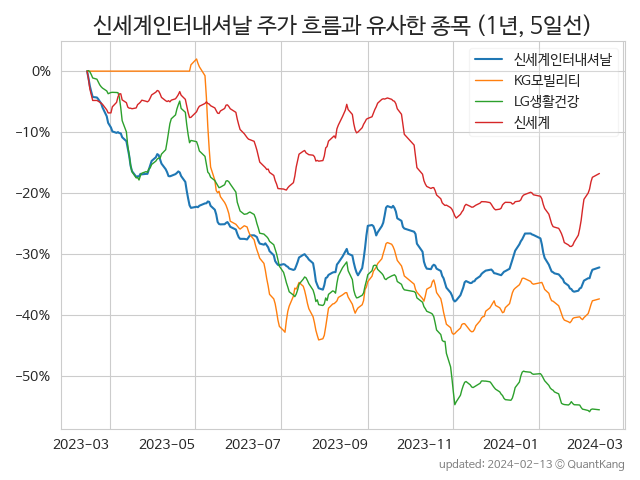 신세계인터내셔날 주가 흐름과 유사한 종목 (1년, 5일선)
신세계인터내셔날
KG모빌리티
LG생활건강
신세계
0%
−10%
−20%
−30%
−40%
−50%
2023-03 2023-05 2023-07 2023-09 2023-11 2024-01 2024-03
updated: 2024-02-13 © QuantKang